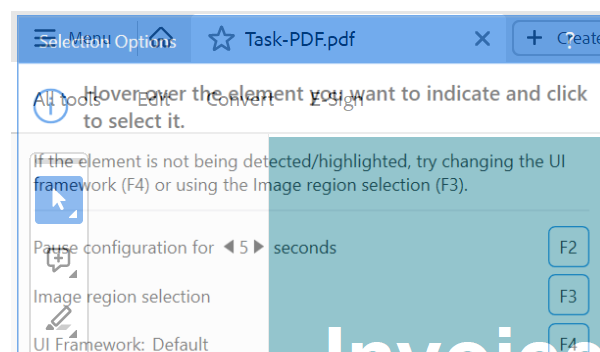 Menu
Selection Options
Task-PDF.pdf
Create
?
All tools
Edit
Convert
E-Sign
Hover over the element you want to indicate and click
to select it.
If the element is not being detected/highlighted, try changing the UI
framework (F4) or using the Image region selection (F3).
Pause configuration for 5 seconds
F2
Image region selection
F3
UI Framework: Default
F4